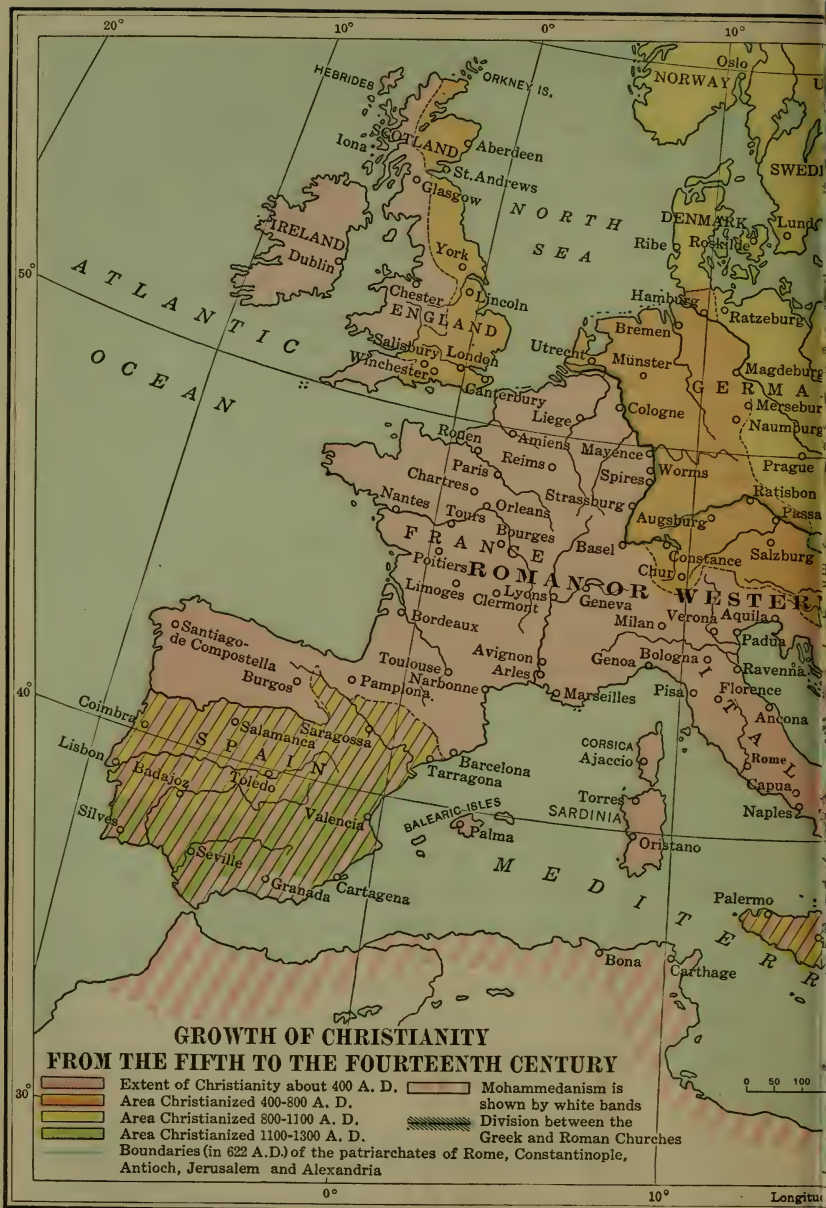 20°
10°
0°
10°
HEBRIDES
ORKNEY IS.
Oslo
NORWAY
SCOTLAND
Iona
Aberdeen
St. Andrews
Glasgow
NORTH
SEA
DENMARK
Lund
Ribe
Roskilde
IRELAND
Dublin
York
50°
ATLANTIC
OCEAN
Chester
Lincoln
ENGLAND
Hamburg
Ratzeburg
Bremen
Salisbury
London
Utrecht
Münster
Winchester
Magdeburg
Canterbury
GERMA
Liege
Cologne
Mersebur
Naumburg
Rouen
Amiens
Mayence
Paris
Reims
Worms
Prague
Chartres
Spires
Ratisbon
Nantes
Orleans
Strassburg
Passa
Tours
Bourges
Augsburg
FRANCE
Basel
Constance
Salzburg
Poitiers
ROMAN OR WESTERN
Chur
Limoges
Clermont
Lyons
Geneva
Milan
Verona
Aquila
Bordeaux
Padua
Santiago
de Compostella
Avignon
Genoa
Bologna
Toulouse
Arles
Ravenna
Burgos
Pamplona
Narbonne
Marseilles
Pisa
Florence
40°
Coimbra
Salamanca
Saragossa
Ancona
ITAL
SPAIN
CORSICA
Lisbon
Barcelona
Ajaccio
Rome
Badajoz
Toledo
Tarragona
Capua
BALEARIC ISLES
Torres
Silves
Valencia
SARDINIA
Naples
Palma
Oristano
Seville
MEDITERR
Granada
Cartagena
Palermo
Bona
Carthage
GROWTH OF CHRISTIANITY
FROM THE FIFTH TO THE FOURTEENTH CENTURY
Extent of Christianity about 400 A. D.
Area Christianized 400-800 A. D.
Area Christianized 800-1100 A. D.
Area Christianized 1100-1300 A. D.
Mohammedanism is
shown by white bands
Division between the
Greek and Roman Churches
Boundaries (in 622 A.D.) of the patriarchates of Rome, Constantinople,
Antioch, Jerusalem and Alexandria
30°
0 50 100
0°
10°
Longitu